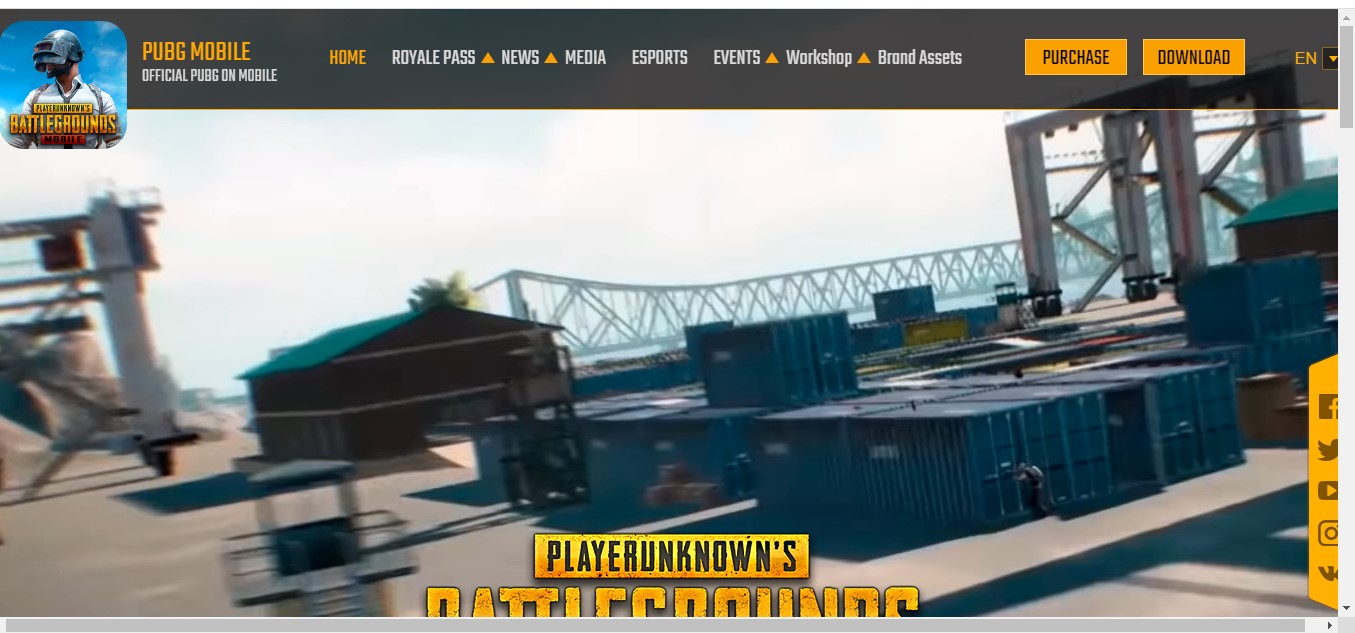 PUBG MOBILE
OFFICIAL PUBG ON MOBILE
HOME ROYALE PASS NEWS MEDIA ESPORTS EVENTS Workshop Brand Assets
PURCHASE DOWNLOAD EN
PLAYERUNKNOWN'S
BATTLEGROUNDS
MOBILE
PLAYERUNKNOWN'S
BATTLEGROUNDS